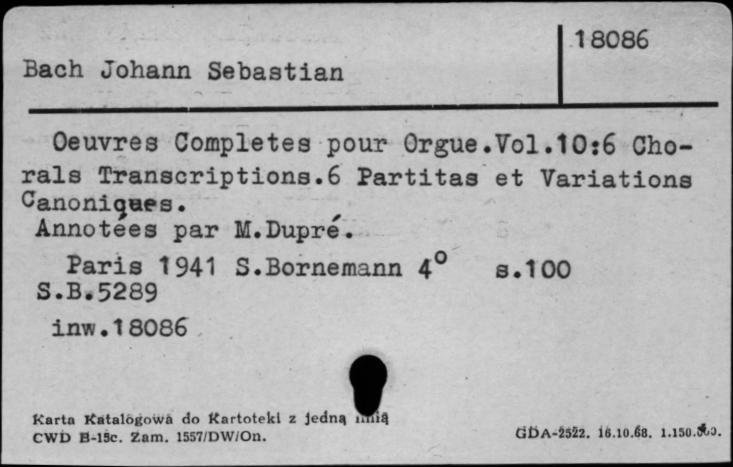 18086
Bach Johann Sebastian
Oeuvres Completes pour Orgue.Vol.10:6 Cho-
rals Transcriptions.6 Partitas et Variations
Canoniques.
Annotées par M.Dupré.
Paris 1941 S.Bornemann 4° s.100
S.B.5289
inw.18086
Karta Katalogowa do Kartoteki z jedną
CWD B-15c. Zam. 1557/DW/On.
GDA-2522. 16.10.68. 1.150.